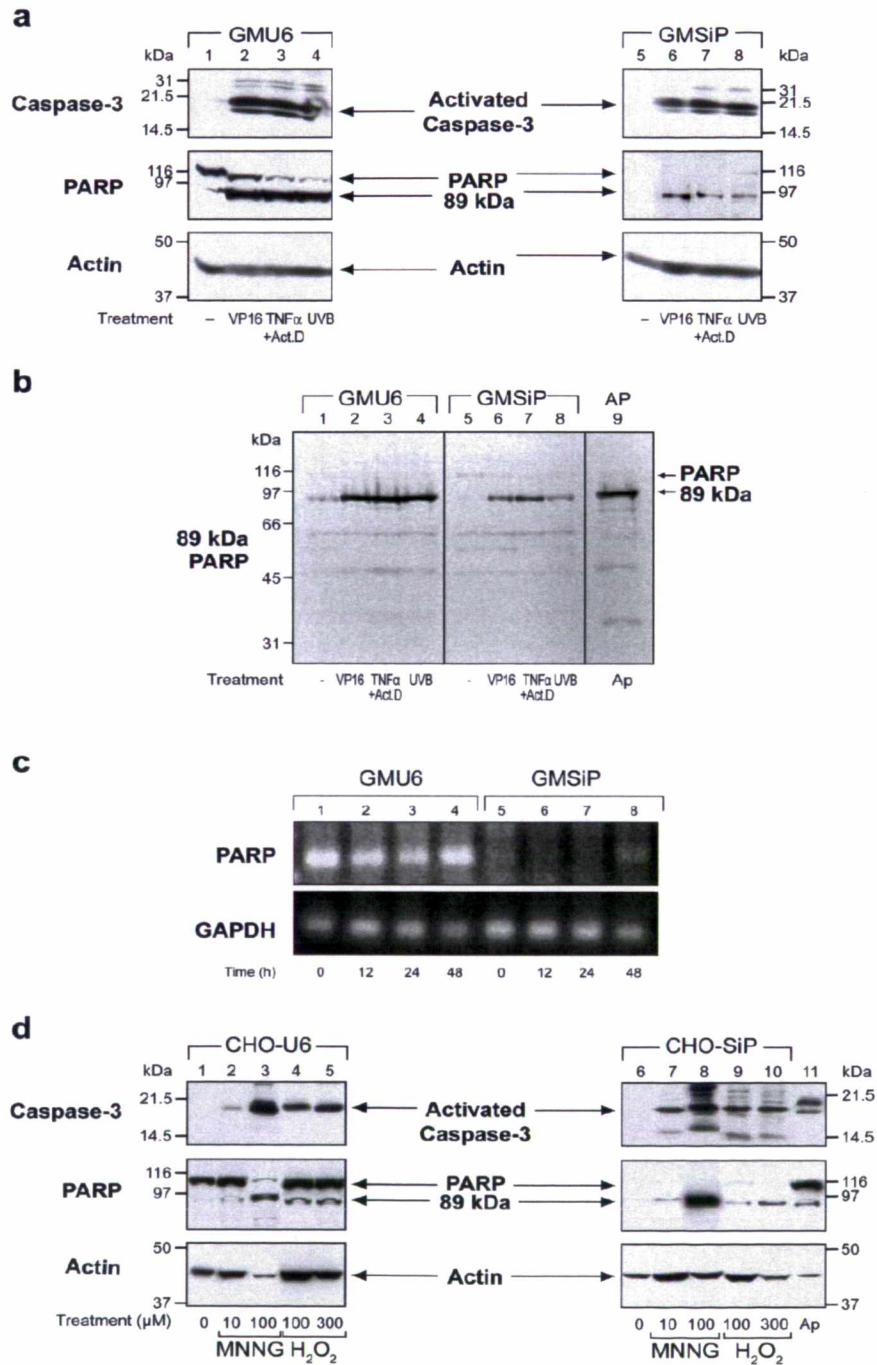 a
GMU6 GMSiP
kDa 1 2 3 4 5 6 7 8 kDa
Caspase-3 31 21.5 14.5 Activated Caspase-3 31 21.5 14.5
PARP 116 97 PARP 89 kDa 116 97
Actin 50 37 Actin 50 37
Treatment – VP16 TNFα +Act.D UVB – VP16 TNFα +Act.D UVB
b
GMU6 GMSiP AP
1 2 3 4 5 6 7 8 9
kDa
116 PARP
97 89 kDa
66
89 kDa PARP
45
31
Treatment - VP16 TNFα +Act.D UVB - VP16 TNFα +Act.D UVB Ap
c
GMU6 GMSiP
1 2 3 4 5 6 7 8
PARP
GAPDH
Time (h) 0 12 24 48 0 12 24 48
d
CHO-U6 CHO-SiP
kDa 1 2 3 4 5 6 7 8 9 10 11 kDa
Caspase-3 21.5 14.5 Activated Caspase-3 21.5 14.5
PARP 116 97 PARP 89 kDa 116 97
Actin 50 37 Actin 50 37
Treatment (µM) 0 10 100 100 300 0 10 100 100 300 Ap
MNNG H₂O₂ MNNG H₂O₂